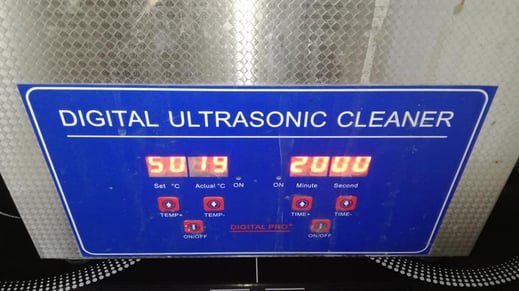 DIGITAL ULTRASONIC CLEANER
50 19 20 00
Set °C Actual °C ON ON Minute Second
TEMP+ TEMP- TIME+ TIME-
ON/OFF DIGITAL PRO+ ON/OFF